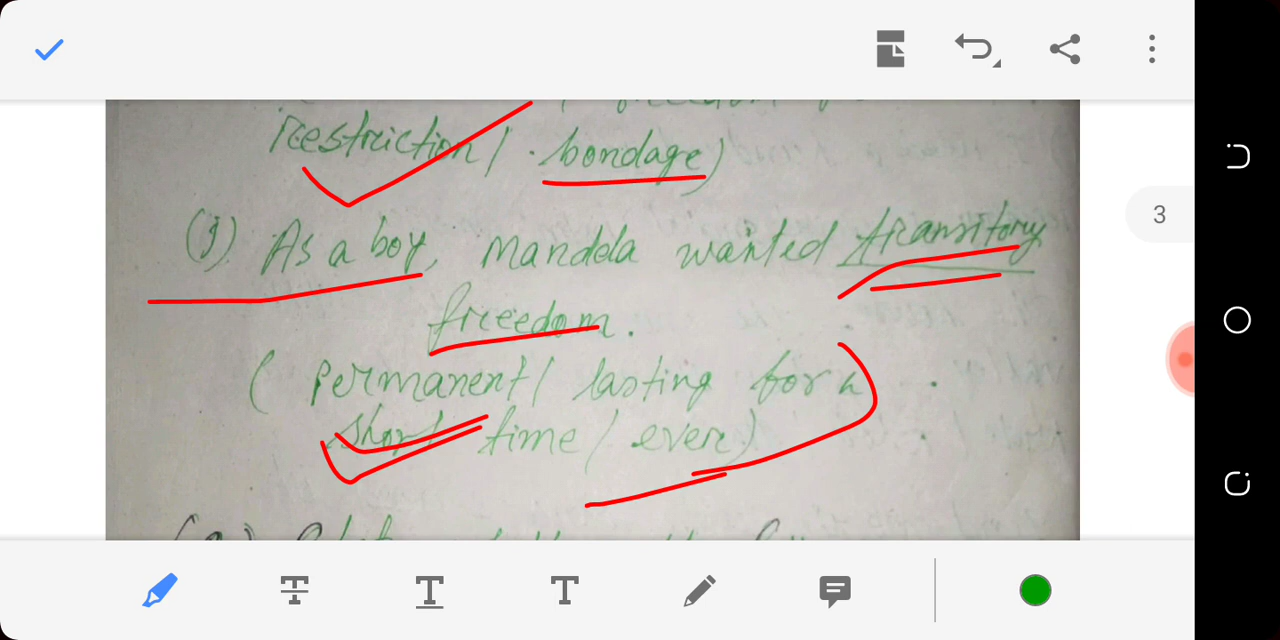 restriction / bondage)
3
(j). As a boy, Mandela wanted transitory
freedom.
( permanent / lasting for a
short time / ever)